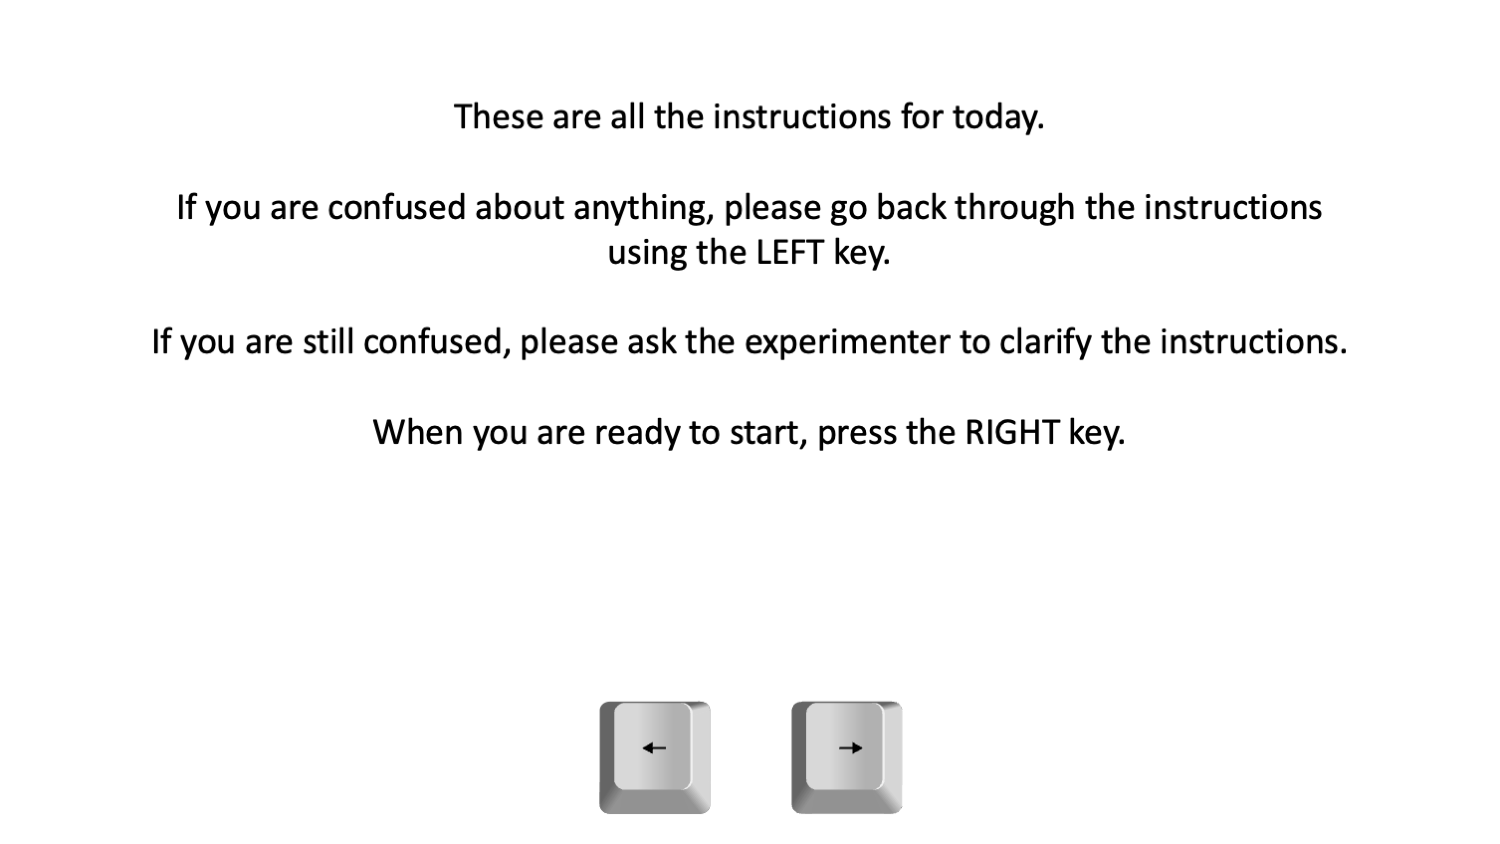 These are all the instructions for today.
If you are confused about anything, please go back through the instructions
using the LEFT key.
If you are still confused, please ask the experimenter to clarify the instructions.
When you are ready to start, press the RIGHT key.